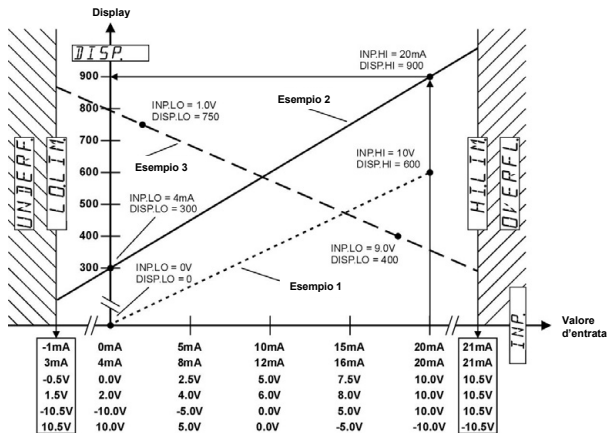 Display
DISP.
900
800
700
600
500
400
300
INP.HI = 20mA
DISP.HI = 900
Esempio 2
INP.LO = 1.0V
DISP.LO = 750
Esempio 3
INP.HI = 10V
DISP.HI = 600
INP.LO = 4mA
DISP.LO = 300
INP.LO = 9.0V
DISP.LO = 400
INP.LO = 0V
DISP.LO = 0
Esempio 1
UNDERF.
LO.LIM.
HI.LIM.
OVERFL.
INP.
Valore
d'entrata
-1mA 0mA 5mA 10mA 15mA 20mA 21mA
3mA 4mA 8mA 12mA 16mA 20mA 21mA
-0.5V 0.0V 2.5V 5.0V 7.5V 10.0V 10.5V
1.5V 2.0V 4.0V 6.0V 8.0V 10.0V 10.5V
-10.5V -10.0V -5.0V 0.0V 5.0V 10.0V 10.5V
10.5V 10.0V 5.0V 0.0V -5.0V -10.0V -10.5V